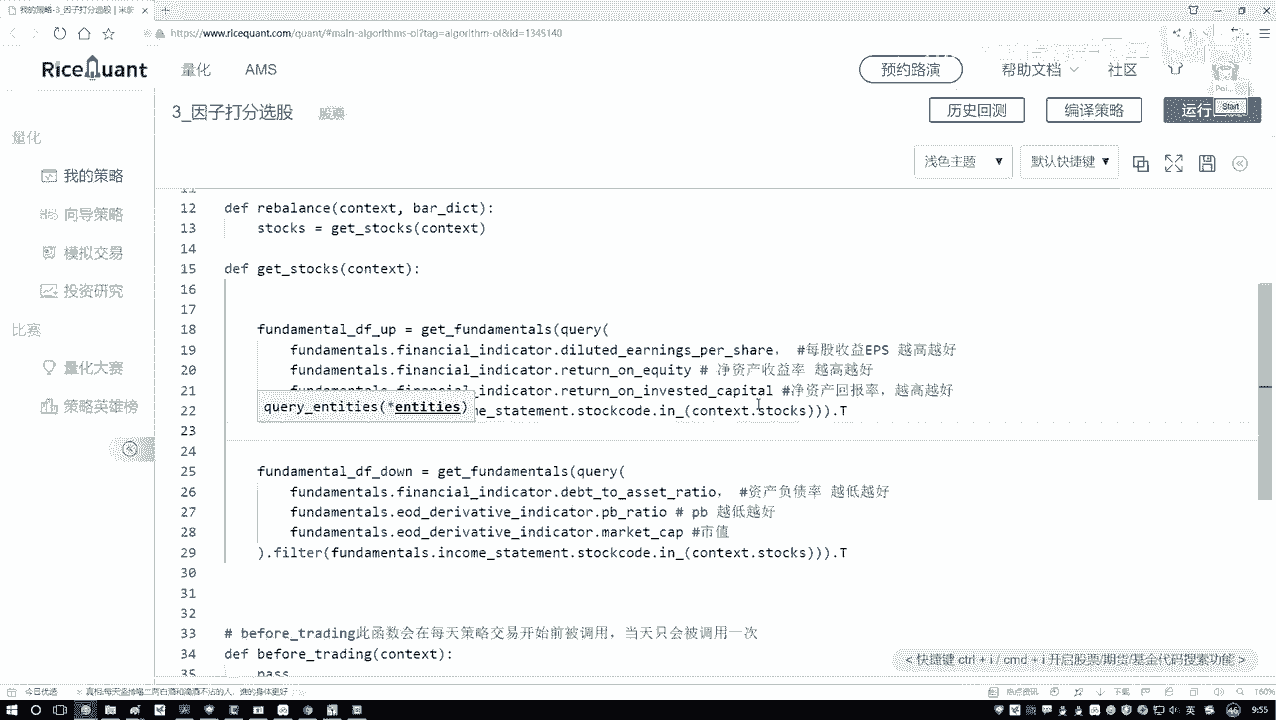 我的策略-3_因子打分选股 | 米筐
https://www.ricequant.com/quant/#main-algorithms-ol?tag=algorithm-ol&id=1345140
RiceQuant
量化
AMS
预约路演
帮助文档
社区
3_因子打分选股
股票
历史回测
编译策略
运行
Start
浅色主题
默认快捷键
量化
我的策略
向导策略
模拟交易
投资研究
比赛
量化大赛
策略英雄榜
11
12 def rebalance(context, bar_dict):
13 stocks = get_stocks(context)
14
15 def get_stocks(context):
16
17
18 fundamental_df_up = get_fundamentals(query(
19 fundamentals.financial_indicator.diluted_earnings_per_share, #每股收益EPS 越高越好
20 fundamentals.financial_indicator.return_on_equity # 净资产收益率 越高越好
21 fundamentals.financial_indicator.return_on_invested_capital #净资产回报率，越高越好
query_entities(*entities)
22 me_statement.stockcode.in_(context.stocks))).T
23
24
25 fundamental_df_down = get_fundamentals(query(
26 fundamentals.financial_indicator.debt_to_asset_ratio, #资产负债率 越低越好
27 fundamentals.eod_derivative_indicator.pb_ratio # pb 越低越好
28 fundamentals.eod_derivative_indicator.market_cap #市值
29 ).filter(fundamentals.income_statement.stockcode.in_(context.stocks))).T
30
31
32
33 # before_trading此函数会在每天策略交易开始前被调用，当天只会被调用一次
34 def before_trading(context):
35 pass
< 快捷键 ctrl + i / cmd + i 开启股票/期货/基金代码搜索功能 >
今日优选
热点资讯
下载
160%
英
9:55